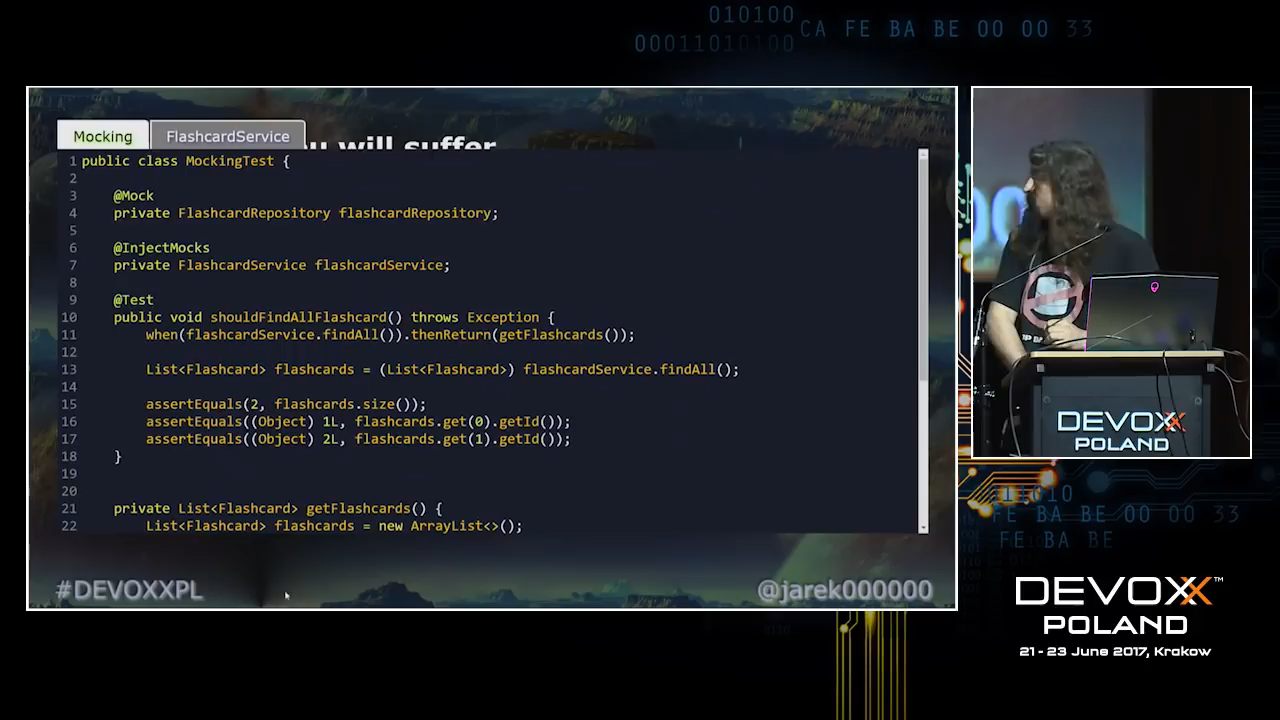 010100
00011010100
CA FE BA BE 00 00 33
Mocking
FlashcardService
u will suffer
1 public class MockingTest {
2
3 @Mock
4 private FlashcardRepository flashcardRepository;
5
6 @InjectMocks
7 private FlashcardService flashcardService;
8
9 @Test
10 public void shouldFindAllFlashcard() throws Exception {
11 when(flashcardService.findAll()).thenReturn(getFlashcards());
12
13 List<Flashcard> flashcards = (List<Flashcard>) flashcardService.findAll();
14
15 assertEquals(2, flashcards.size());
16 assertEquals((Object) 1L, flashcards.get(0).getId());
17 assertEquals((Object) 2L, flashcards.get(1).getId());
18 }
19
20
21 private List<Flashcard> getFlashcards() {
22 List<Flashcard> flashcards = new ArrayList<>();
#DEVOXXPL
@jarek000000
DEVOXX
POLAND
FE BA BE 00 00 33
FE BA BE
DEVOXX™
POLAND
21 - 23 June 2017, Krakow